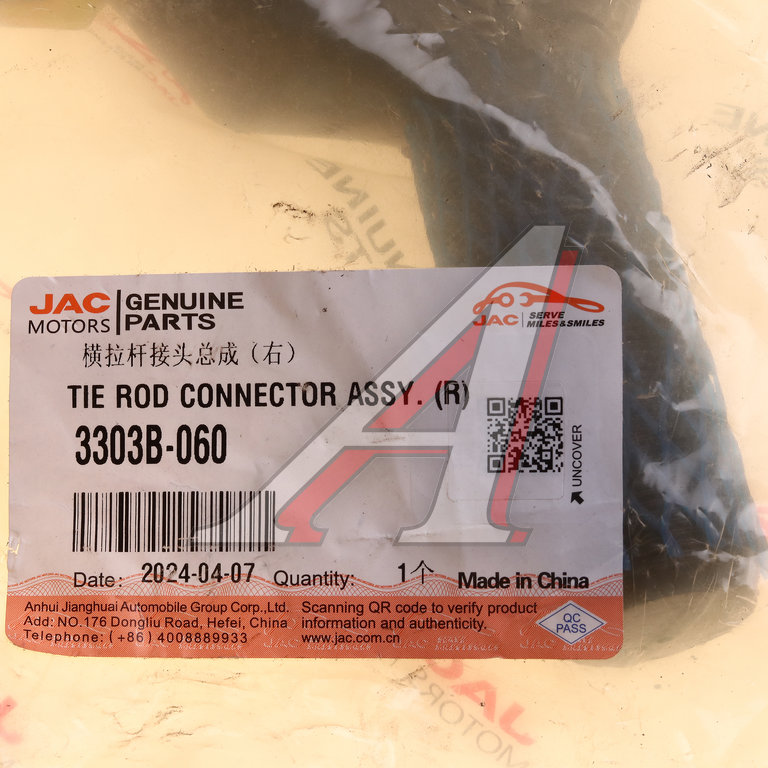 JAC MOTORS
GENUINE PARTS
JAC
SERVE
MILES&SMILES
横拉杆接头总成（右）
TIE ROD CONNECTOR ASSY. (R)
3303B-060
UNCOVER
Date: 2024-04-07 Quantity: 1个 Made in China
Anhui Jianghuai Automobile Group Corp.,Ltd.
Add: NO.176 Dongliu Road, Hefei, China
Telephone: (+86) 4008889933
Scanning QR code to verify product
information and authenticity.
www.jac.com.cn
QC
PASS
JAC
MOTORS